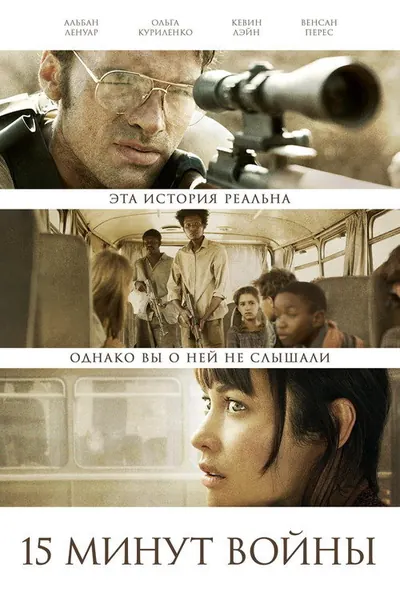 АЛЬБАН ОЛЬГА КЕВИН ВЕНСАН
ЛЕНУАР КУРИЛЕНКО ЛЭЙН ПЕРЕС
ЭТА ИСТОРИЯ РЕАЛЬНА
ОДНАКО ВЫ О НЕЙ НЕ СЛЫШАЛИ
15 МИНУТ ВОЙНЫ